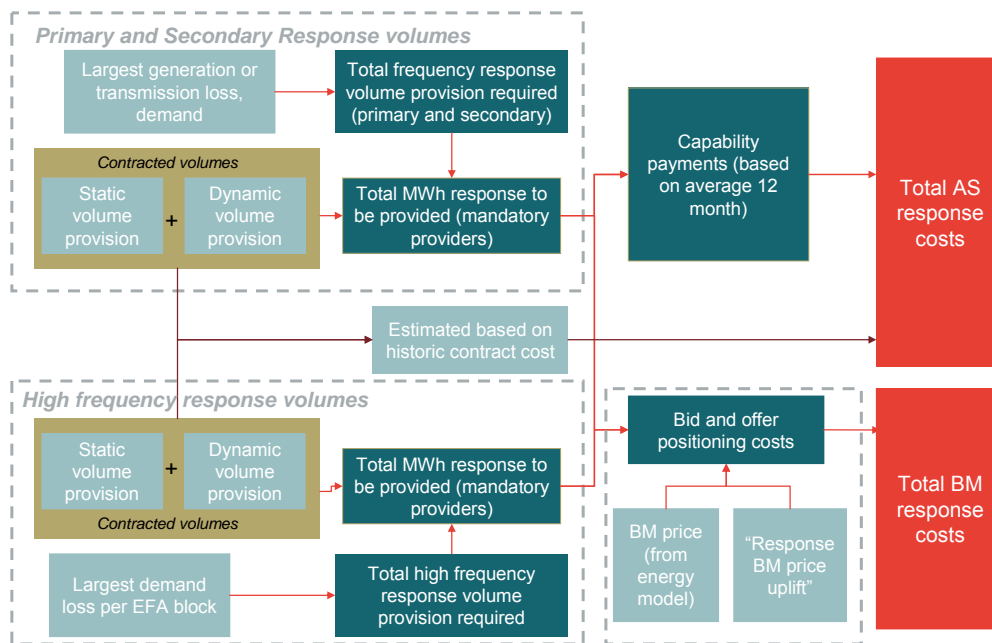 Primary and Secondary Response volumes
Largest generation or
transmission loss,
demand
Total frequency response
volume provision required
(primary and secondary)
Contracted volumes
Static
volume
provision
+
Dynamic
volume
provision
Total MWh response to
be provided (mandatory
providers)
Capability
payments (based
on average 12
month)
Total AS
response
costs
Estimated based on
historic contract cost
High frequency response volumes
Static
volume
provision
+
Dynamic
volume
provision
Contracted volumes
Total MWh response to
be provided (mandatory
providers)
Largest demand
loss per EFA block
Total high frequency
response volume
provision required
Bid and offer
positioning costs
BM price
(from
energy
model)
“Response
BM price
uplift”
Total BM
response
costs